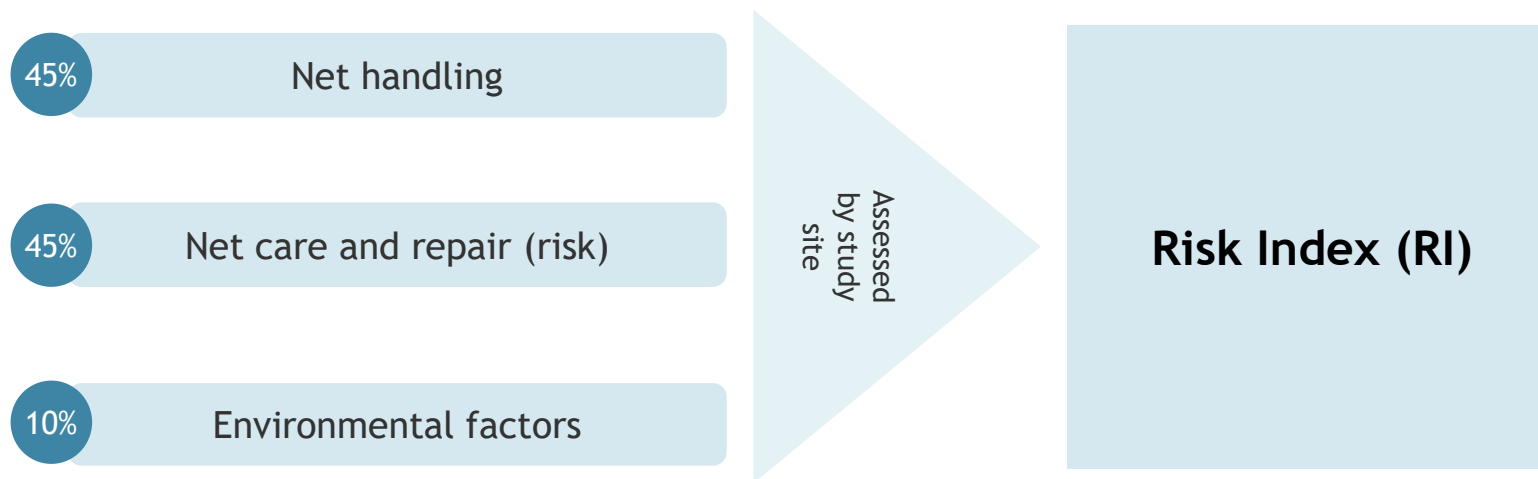 45%
Net handling
45%
Net care and repair (risk)
10%
Environmental factors
Assessed
by study
site
Risk Index (RI)